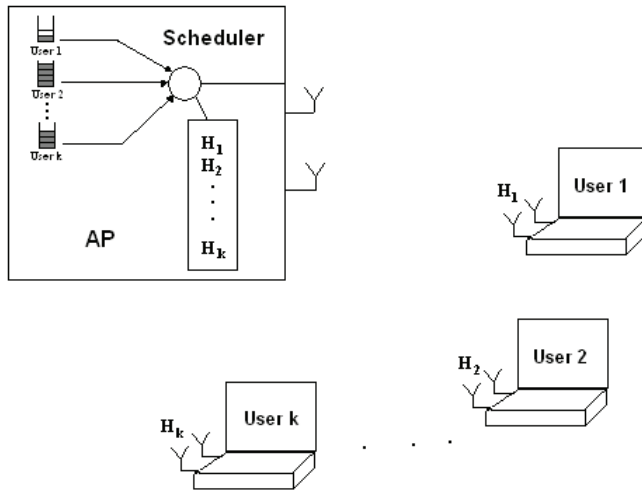 Scheduler
User 1
User 2
User k
H1
H2
Hk
AP
H1
User 1
H2
User 2
Hk
User k